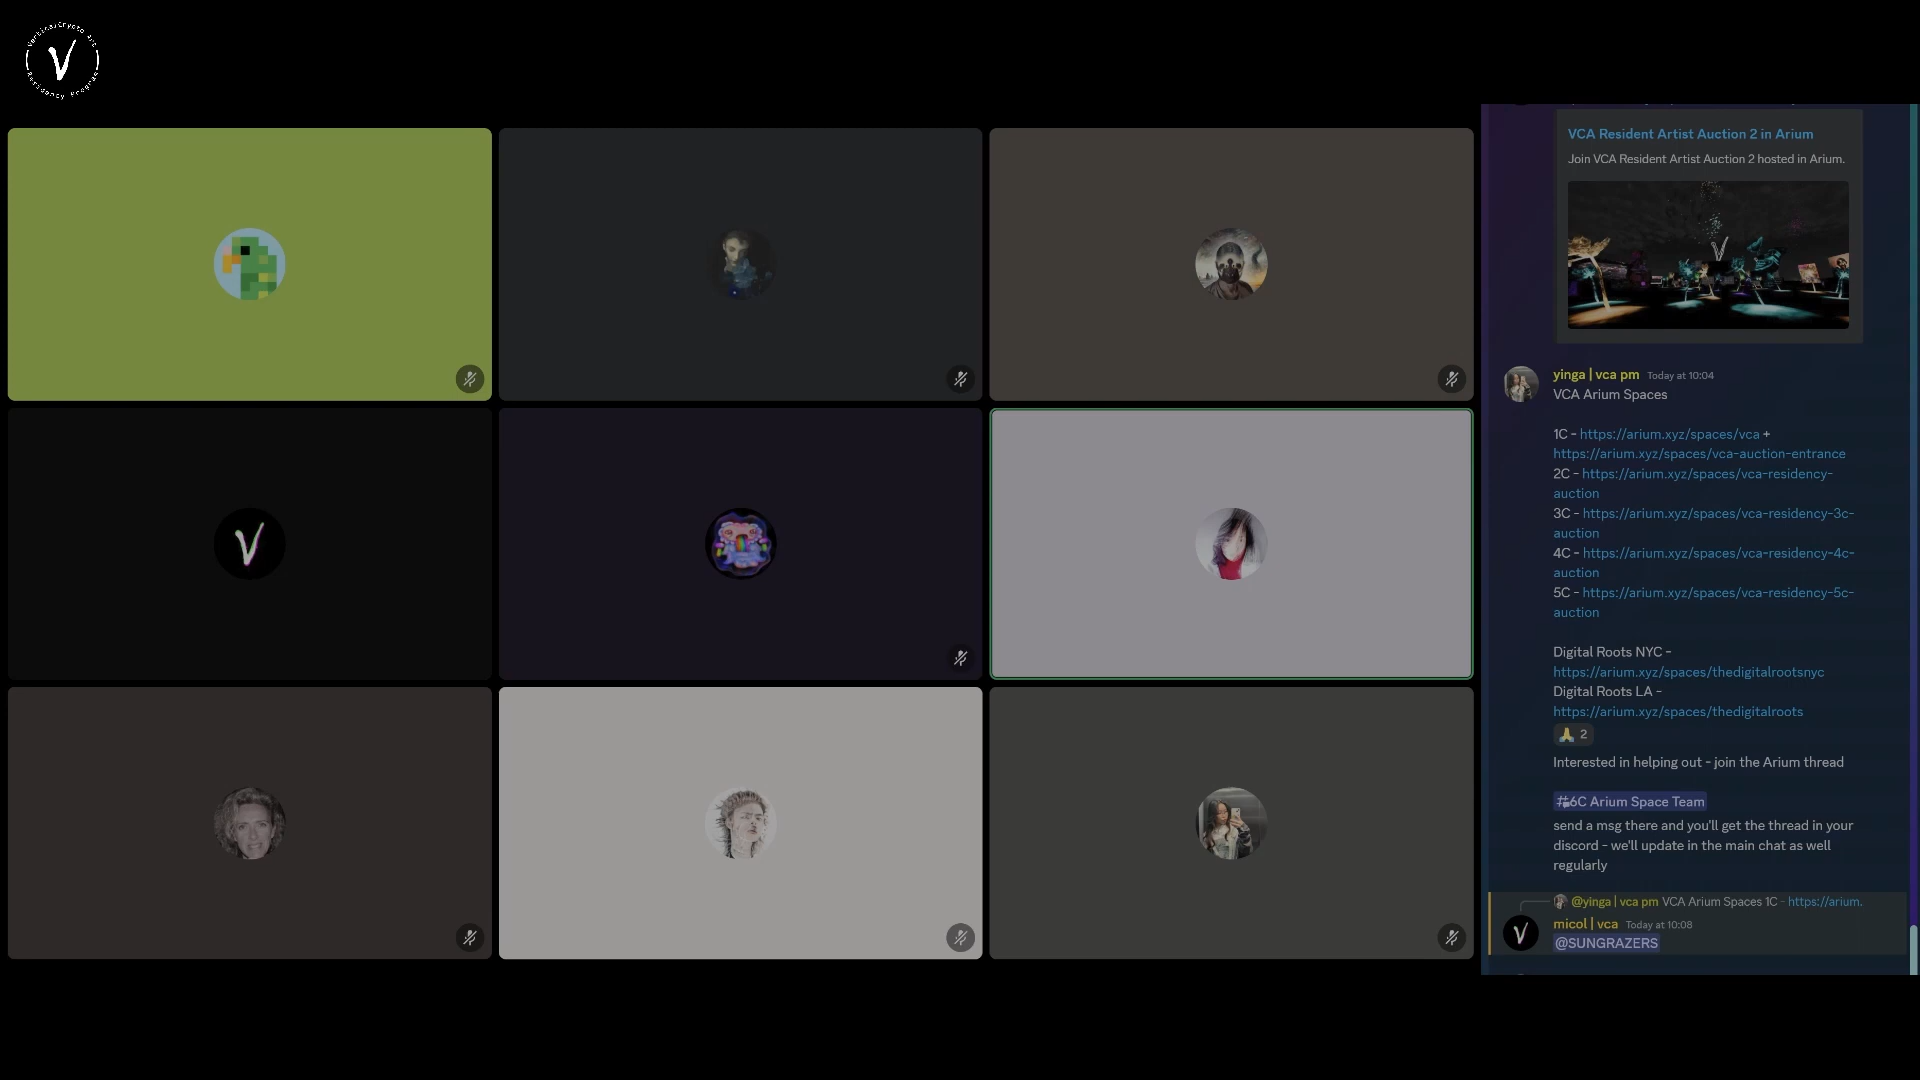 Vertical Crypto Art
V
Residency Program
VCA Resident Artist Auction 2 in Arium
Join VCA Resident Artist Auction 2 hosted in Arium.
yinga | vca pm Today at 10:04
VCA Arium Spaces
1C - https://arium.xyz/spaces/vca +
https://arium.xyz/spaces/vca-auction-entrance
2C - https://arium.xyz/spaces/vca-residency-
auction
3C - https://arium.xyz/spaces/vca-residency-3c-
auction
4C - https://arium.xyz/spaces/vca-residency-4c-
auction
5C - https://arium.xyz/spaces/vca-residency-5c-
auction
Digital Roots NYC -
https://arium.xyz/spaces/thedigitalrootsnyc
Digital Roots LA -
https://arium.xyz/spaces/thedigitalroots
🙏 2
Interested in helping out - join the Arium thread
#6C Arium Space Team
send a msg there and you'll get the thread in your
discord - we'll update in the main chat as well
regularly
@yinga | vca pm VCA Arium Spaces 1C - https://arium.
micol | vca Today at 10:08
@SUNGRAZERS